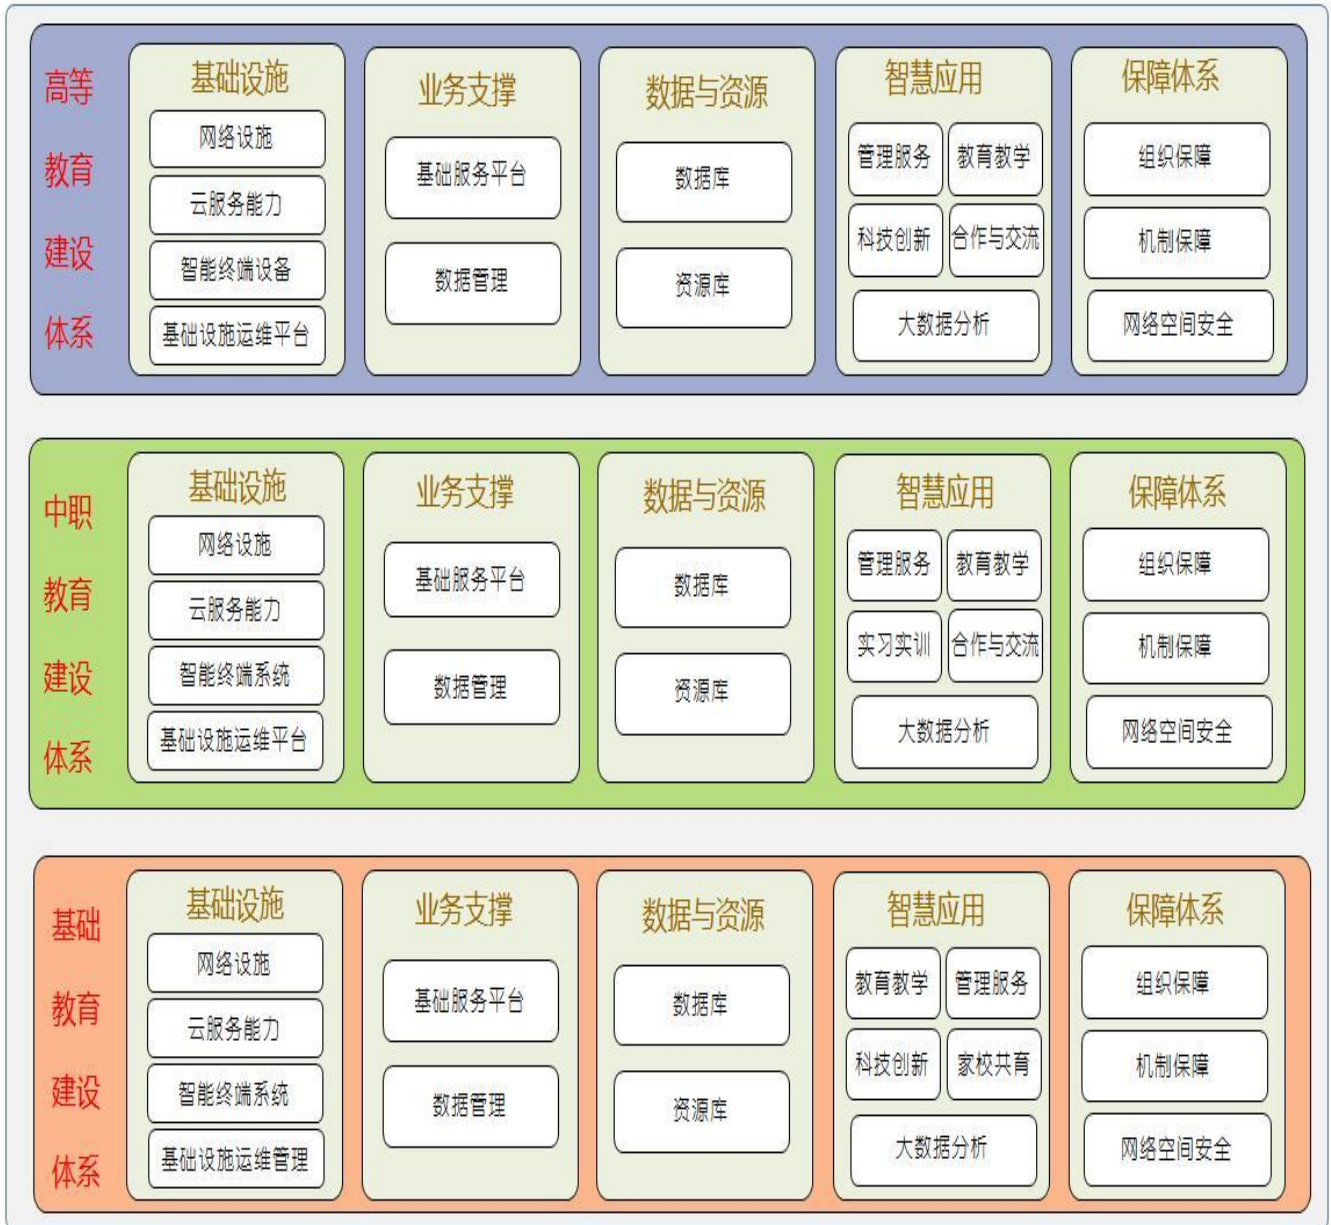 高等
教育
建设
体系
基础设施
网络设施
云服务能力
智能终端设备
基础设施运维平台
业务支撑
基础服务平台
数据管理
数据与资源
数据库
资源库
智慧应用
管理服务
教育教学
科技创新
合作与交流
大数据分析
保障体系
组织保障
机制保障
网络空间安全
中职
教育
建设
体系
基础设施
网络设施
云服务能力
智能终端系统
基础设施运维平台
业务支撑
基础服务平台
数据管理
数据与资源
数据库
资源库
智慧应用
管理服务
教育教学
实习实训
合作与交流
大数据分析
保障体系
组织保障
机制保障
网络空间安全
基础
教育
建设
体系
基础设施
网络设施
云服务能力
智能终端系统
基础设施运维管理
业务支撑
基础服务平台
数据管理
数据与资源
数据库
资源库
智慧应用
教育教学
管理服务
科技创新
家校共育
大数据分析
保障体系
组织保障
机制保障
网络空间安全